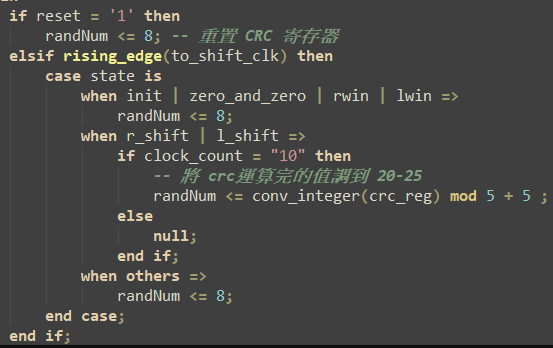 if reset = '1' then
randNum <= 8; -- 重置 CRC 寄存器
elsif rising_edge(to_shift_clk) then
case state is
when init | zero_and_zero | rwin | lwin =>
randNum <= 8;
when r_shift | l_shift =>
if clock_count = "10" then
-- 將 crc運算完的值調到 20-25
randNum <= conv_integer(crc_reg) mod 5 + 5 ;
else
null;
end if;
when others =>
randNum <= 8;
end case;
end if;